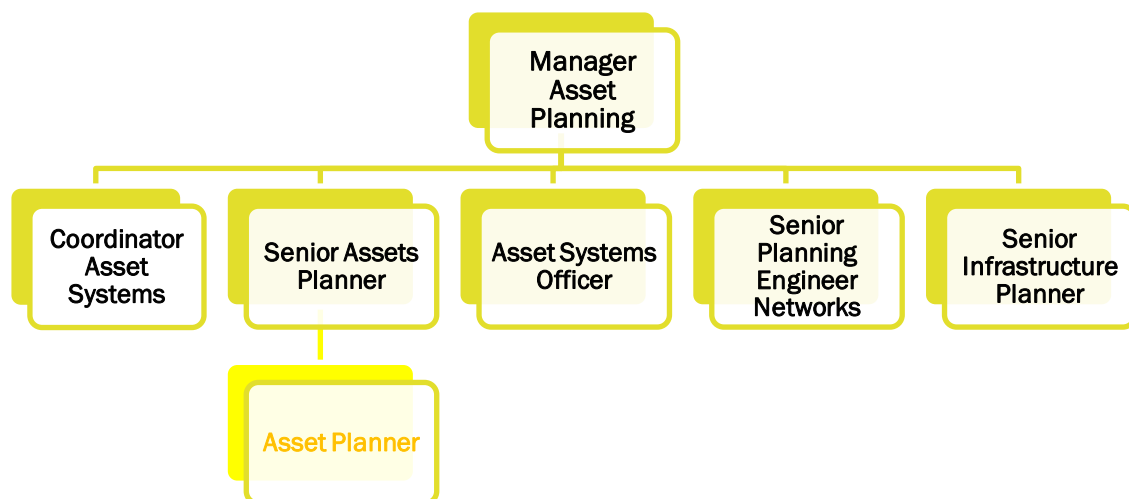 Manager
Asset
Planning
Coordinator
Asset
Systems
Senior Assets
Planner
Asset Systems
Officer
Senior
Planning
Engineer
Networks
Senior
Infrastructure
Planner
Asset Planner